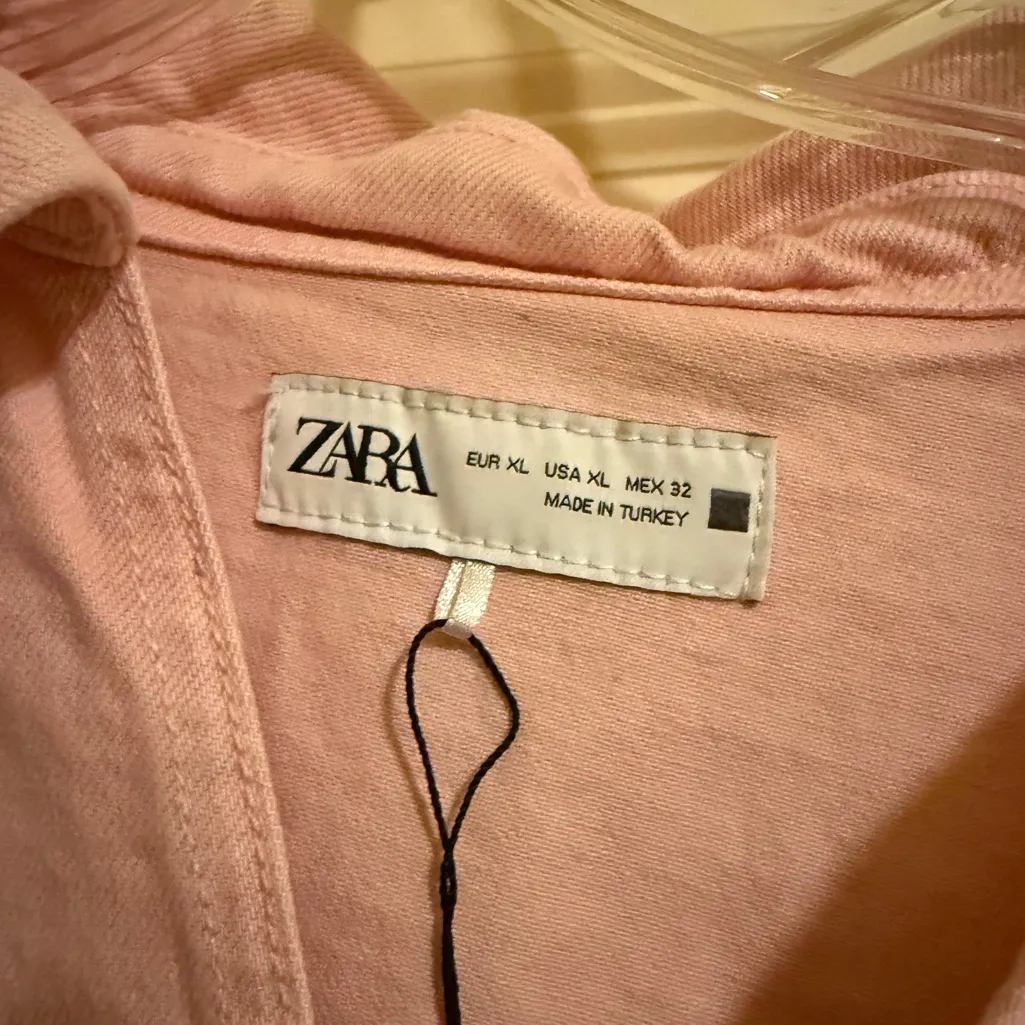 ZARA
EUR XL USA XL MEX 32
MADE IN TURKEY